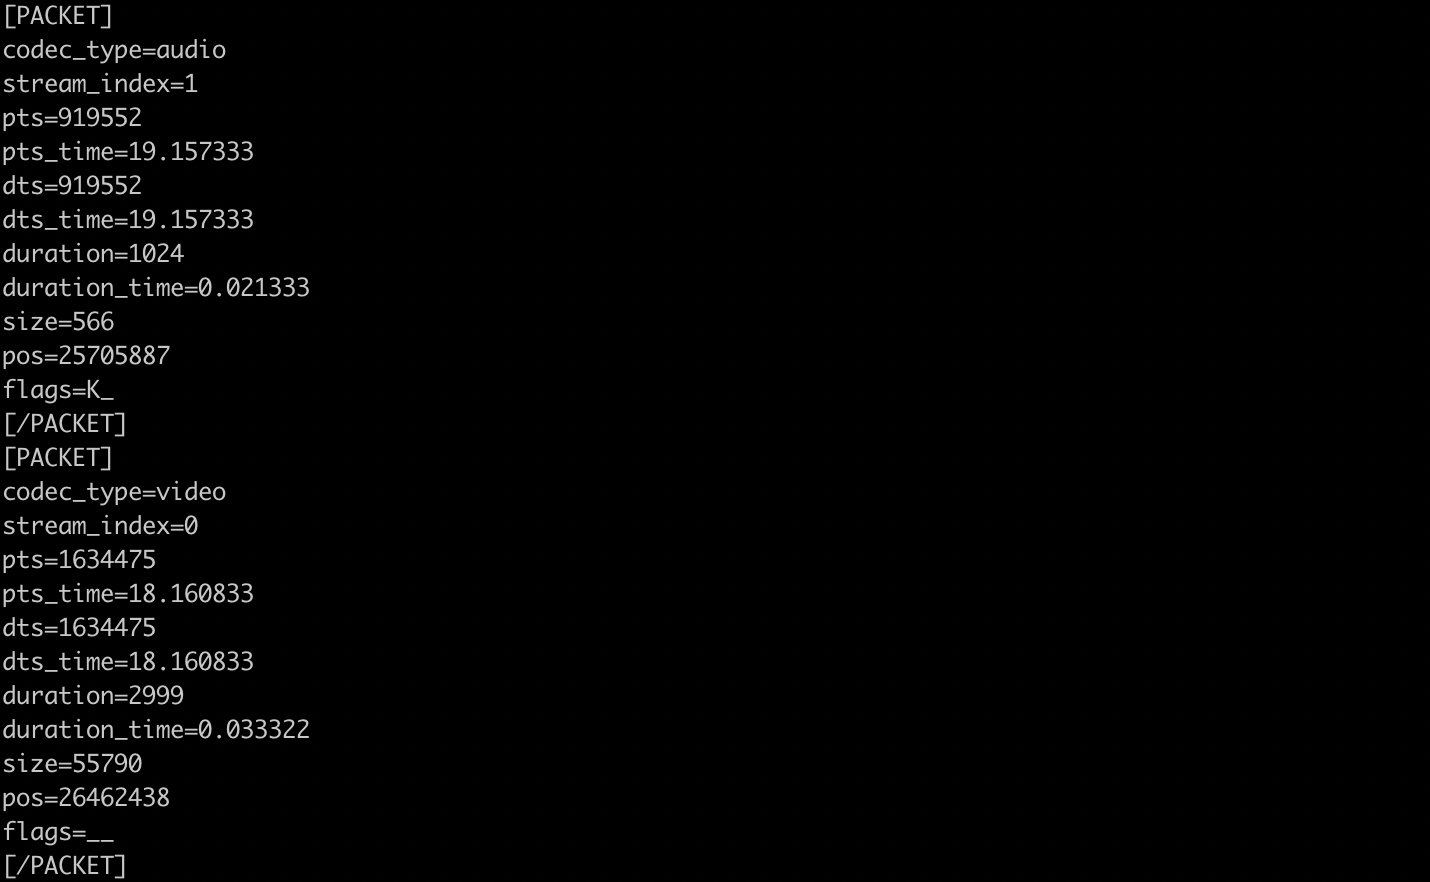 [PACKET]
codec_type=audio
stream_index=1
pts=919552
pts_time=19.157333
dts=919552
dts_time=19.157333
duration=1024
duration_time=0.021333
size=566
pos=25705887
flags=K_
[/PACKET]
[PACKET]
codec_type=video
stream_index=0
pts=1634475
pts_time=18.160833
dts=1634475
dts_time=18.160833
duration=2999
duration_time=0.033322
size=55790
pos=26462438
flags=__
[/PACKET]